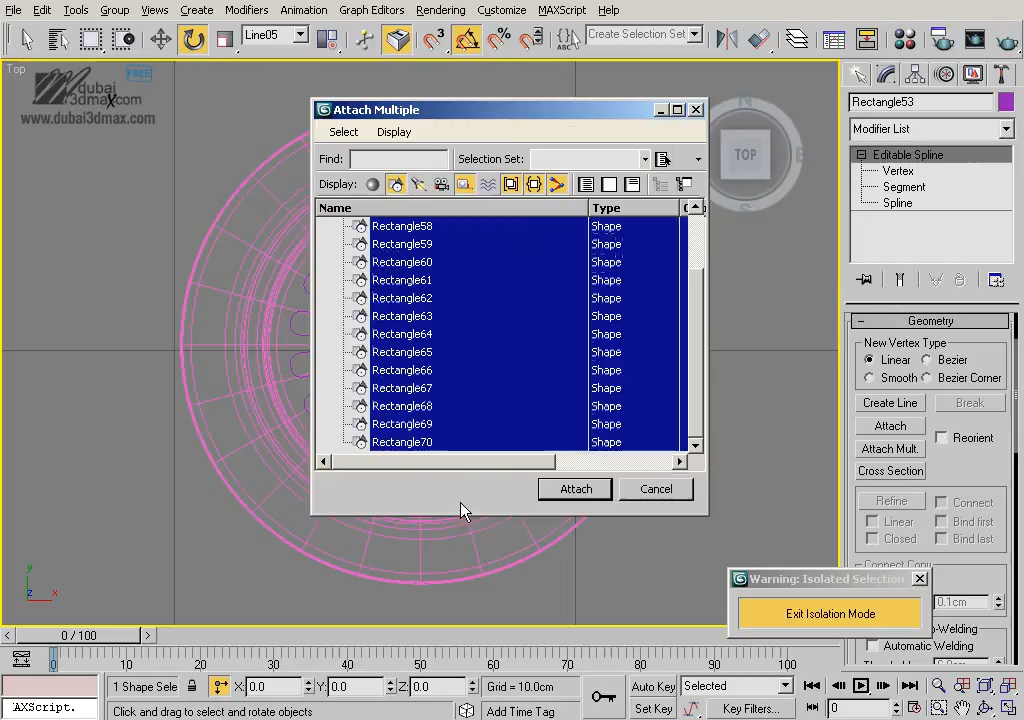 File Edit Tools Group Views Create Modifiers Animation Graph Editors Rendering Customize MAXScript Help
Line05 3 ABC Create Selection Set
Top FREE
dubai
3dmax.com
www.dubai3dmax.com
N
TOP
E
S
Attach Multiple
Select Display
Find: Selection Set:
Display:
Name Type
Rectangle58 Shape
Rectangle59 Shape
Rectangle60 Shape
Rectangle61 Shape
Rectangle62 Shape
Rectangle63 Shape
Rectangle64 Shape
Rectangle65 Shape
Rectangle66 Shape
Rectangle67 Shape
Rectangle68 Shape
Rectangle69 Shape
Rectangle70 Shape
Attach Cancel
Rectangle53
Modifier List
Editable Spline
Vertex
Segment
Spline
Geometry
New Vertex Type
Linear Bezier
Smooth Bezier Corner
Create Line Break
Attach
Reorient
Attach Mult.
Cross Section
Refine Connect
Linear Bind first
Closed Bind last
Connect Copy
0.1cm
-Welding
Automatic Welding
Warning: Isolated Selection
Exit Isolation Mode
y
z x
0 / 100
0 10 20 30 40 50 60 70 80 90 100
1 Shape Sele X: 0.0 Y: 0.0 Z: 0.0 Grid = 10.0cm Auto Key Selected
AXScript. Click and drag to select and rotate objects Add Time Tag Set Key Key Filters... 0